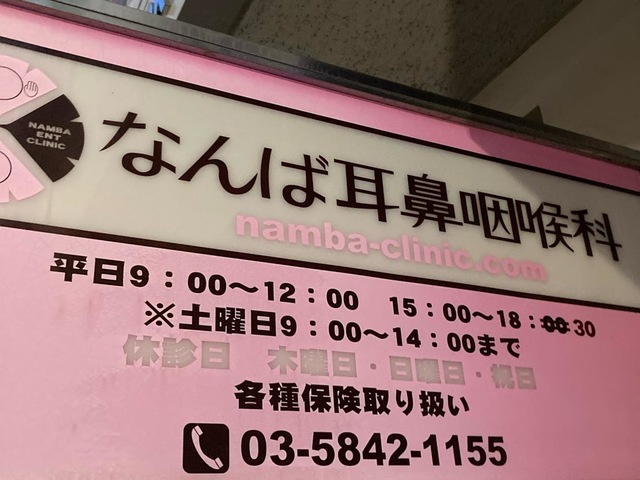 NAMBA
ENT
CLINIC
なんば耳鼻咽喉科
namba-clinic.com
平日9：00〜12：00　15：00〜18：00 30
※土曜日9：00〜14：00まで
休診日　木曜日・日曜日・祝日
各種保険取り扱い
03-5842-1155